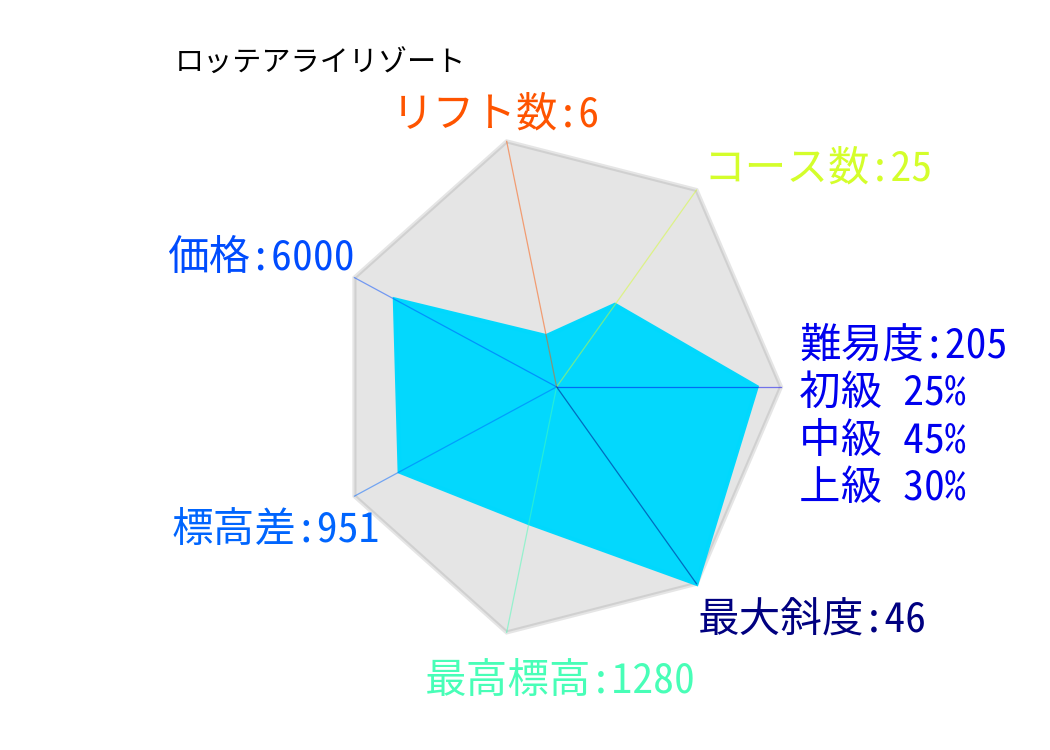 ロッテアライリゾート
リフト数:6
コース数:25
価格:6000
難易度:205
初級 25%
中級 45%
上級 30%
標高差:951
最大斜度:46
最高標高:1280